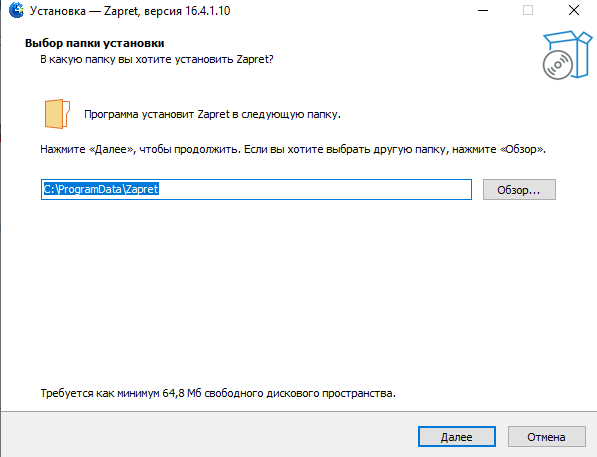 Установка — Zapret, версия 16.4.1.10
Выбор папки установки
В какую папку вы хотите установить Zapret?
Программа установит Zapret в следующую папку.
Нажмите «Далее», чтобы продолжить. Если вы хотите выбрать другую папку, нажмите «Обзор».
C:\ProgramData\Zapret
Обзор...
Требуется как минимум 64,8 Мб свободного дискового пространства.
Далее
Отмена